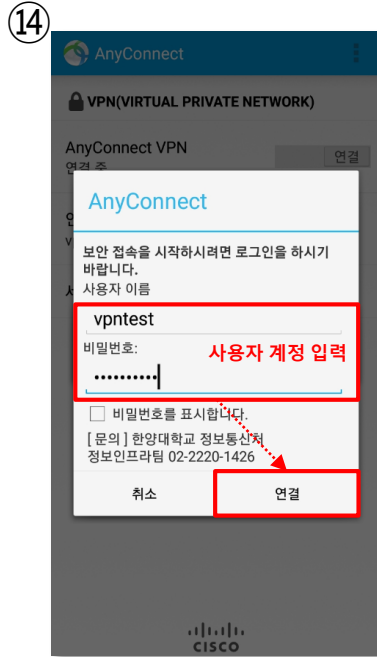 ⑭
AnyConnect
VPN(VIRTUAL PRIVATE NETWORK)
AnyConnect VPN
연결
연결 중
AnyConnect
보안 접속을 시작하시려면 로그인을 하시기
바랍니다.
사용자 이름
vpntest
비밀번호:
사용자 계정 입력
••••••••••
비밀번호를 표시합니다.
[ 문의 ] 한양대학교 정보통신처
정보인프라팀 02-2220-1426
취소
연결
CISCO